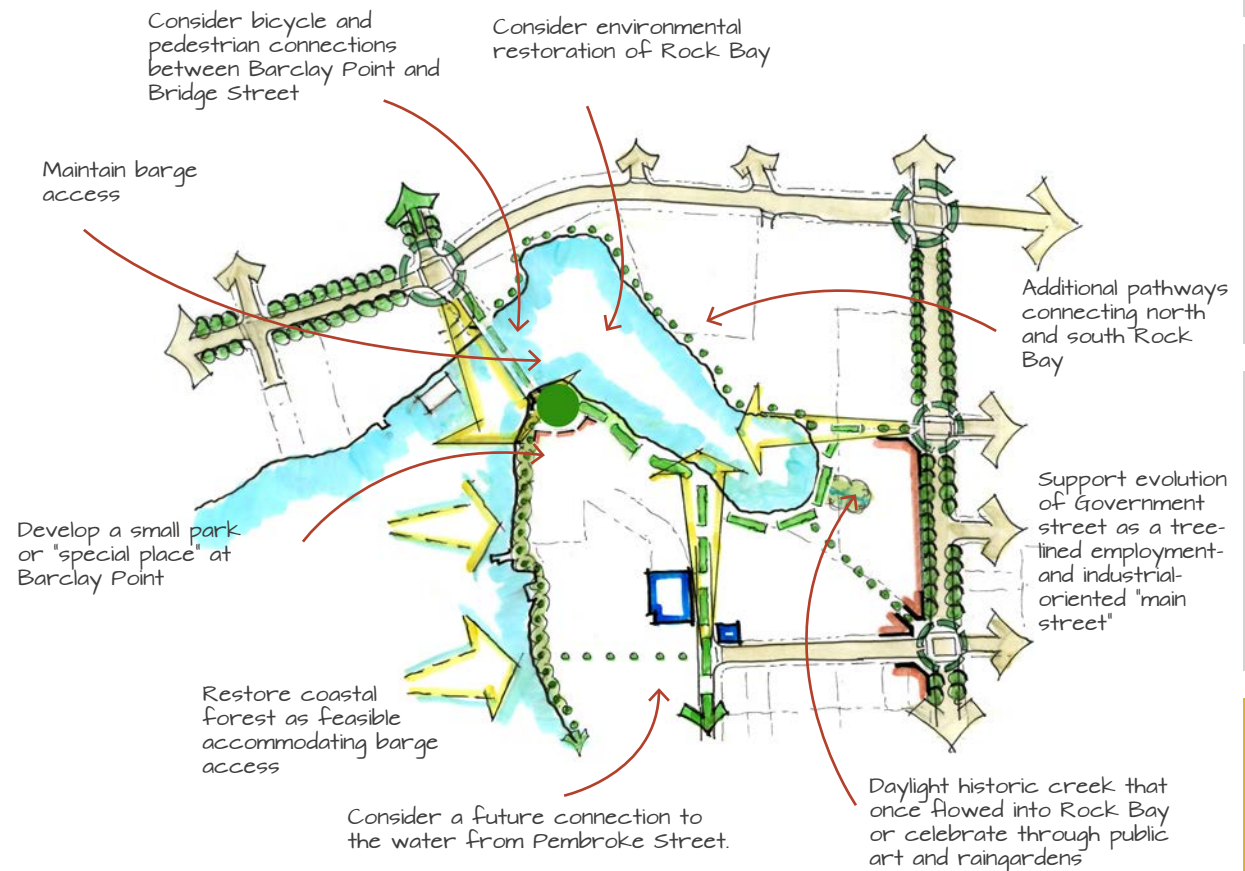 Consider bicycle and
pedestrian connections
between Barclay Point and
Bridge Street
Consider environmental
restoration of Rock Bay
Maintain barge
access
Additional pathways
connecting north
and south Rock
Bay
Support evolution
of Government
street as a tree-
lined employment-
and industrial-
oriented "main
street"
Develop a small park
or "special place" at
Barclay Point
Restore coastal
forest as feasible
accommodating barge
access
Consider a future connection to
the water from Pembroke Street.
Daylight historic creek that
once flowed into Rock Bay
or celebrate through public
art and raingardens